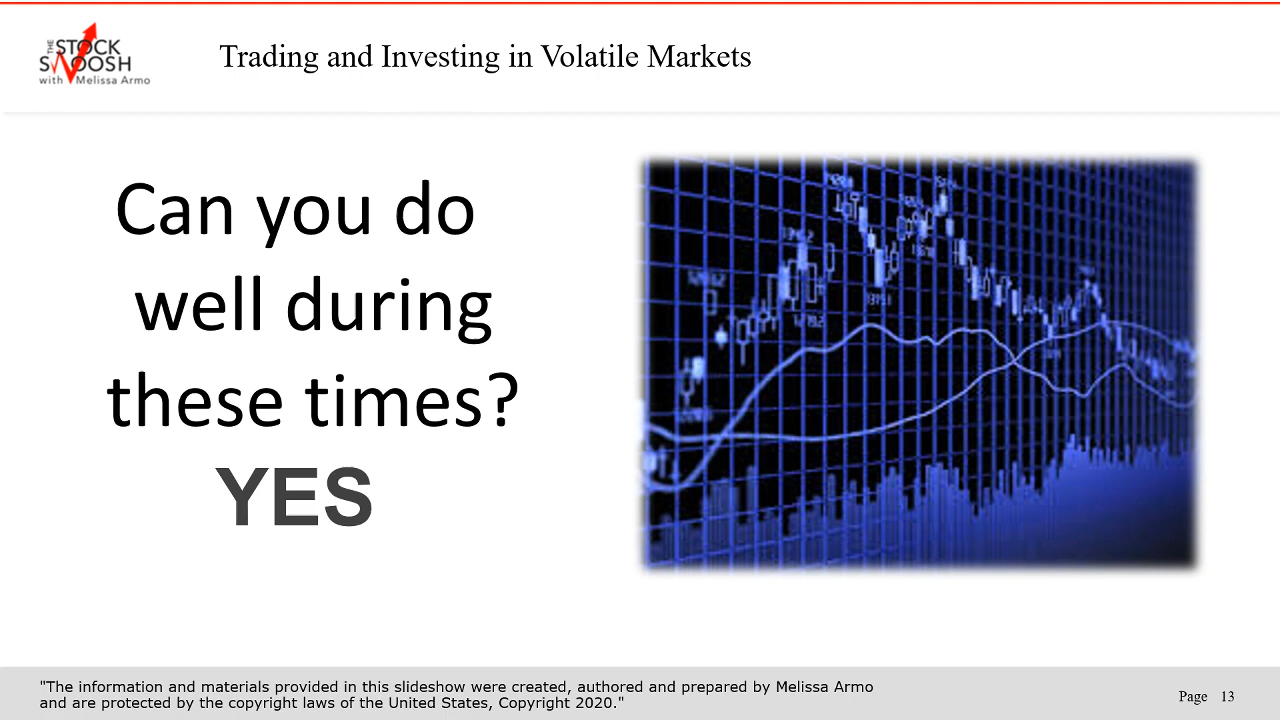 THE
STOCK
SWOOSH
with Melissa Armo
Trading and Investing in Volatile Markets
Can you do
well during
these times?
YES
"The information and materials provided in this slideshow were created, authored and prepared by Melissa Armo
and are protected by the copyright laws of the United States, Copyright 2020."
Page 13